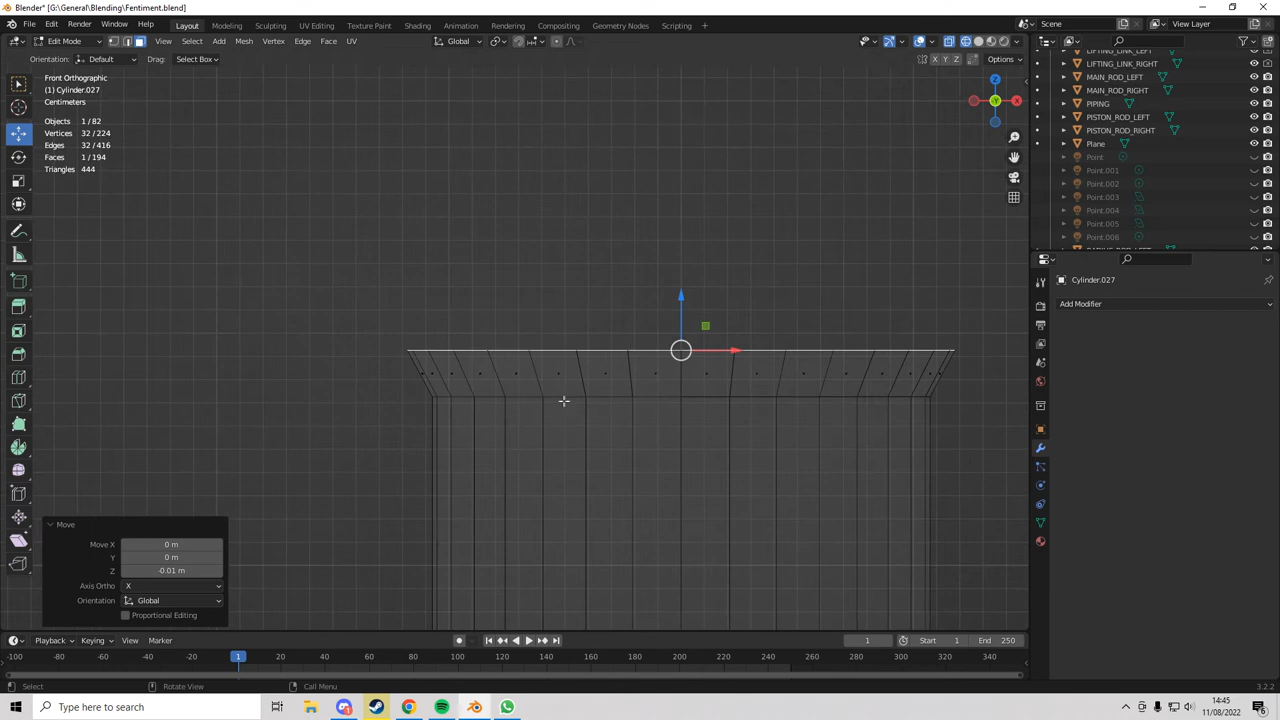 Blender* [G:\General\Blending\Fentiment.blend]
File Edit Render Window Help Layout Modeling Sculpting UV Editing Texture Paint Shading Animation Rendering Compositing Geometry Nodes Scripting + Scene View Layer
Edit Mode View Select Add Mesh Vertex Edge Face UV Global
Orientation: Default Drag: Select Box X Y Z Options
Front Orthographic
(1) Cylinder.027
Centimeters
Objects 1/82
Vertices 32/224
Edges 32/416
Faces 1/194
Triangles 444
Z
Y
X
LIFTING_LINK_LEFT
LIFTING_LINK_RIGHT
MAIN_ROD_LEFT
MAIN_ROD_RIGHT
PIPING
PISTON_ROD_LEFT
PISTON_ROD_RIGHT
Plane
Point
Point.001
Point.002
Point.003
Point.004
Point.005
Point.006
RADIUS_ROD_LEFT
Cylinder.027
Add Modifier
Move
Move X 0 m
Y 0 m
Z -0.01 m
Axis Ortho X
Orientation Global
Proportional Editing
Playback Keying View Marker 1 Start 1 End 250
-100 -80 -60 -40 -20 1 20 40 60 80 100 120 140 160 180 200 220 240 260 280 300 320 340
Select Rotate View Call Menu 3.2.2
Type here to search
14:45
11/08/2022
6